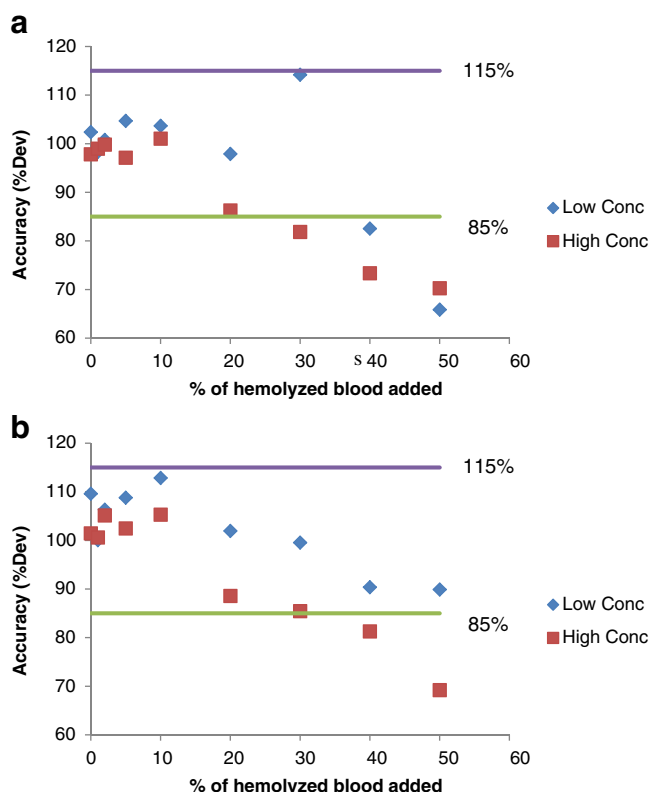 a
120
115%
110
100
90
85%
80
70
60
Accuracy (%Dev)
Low Conc
High Conc
0 10 20 30 s 40 50 60
% of hemolyzed blood added
b
120
115%
110
100
90
85%
80
70
60
Accuracy (%Dev)
Low Conc
High Conc
0 10 20 30 40 50 60
% of hemolyzed blood added